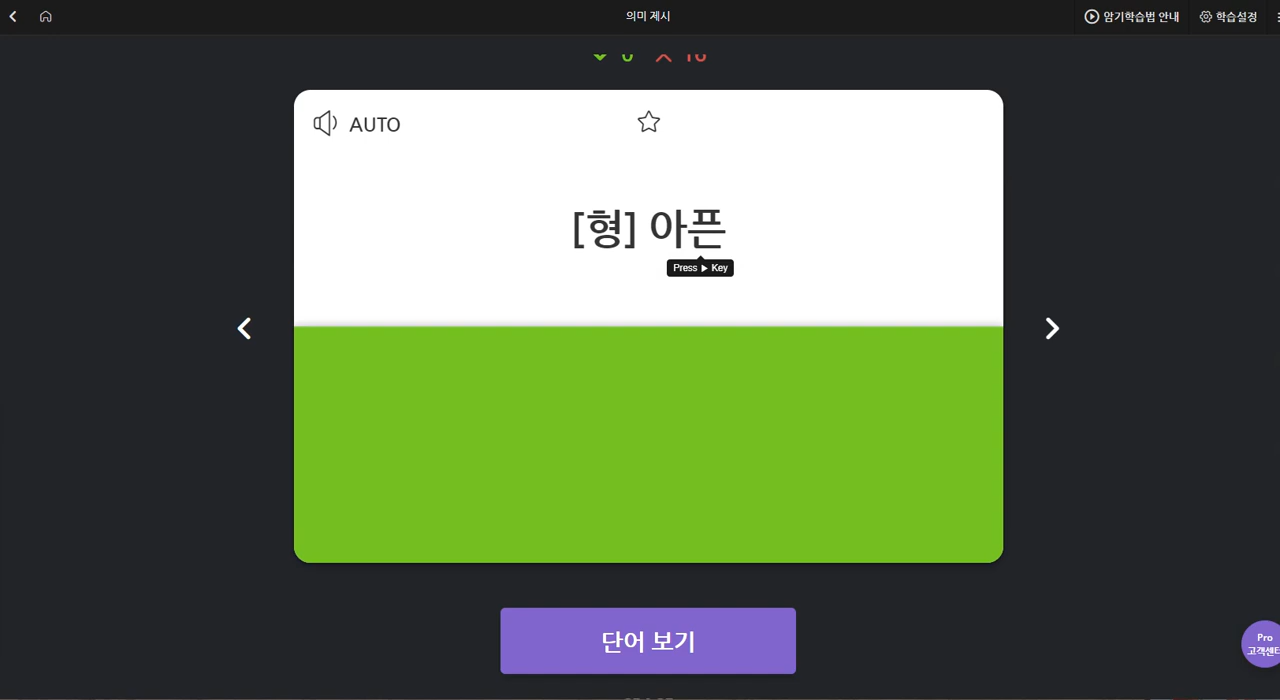 의미 제시
암기학습법 안내
학습설정
AUTO
[형] 아픈
Press ▶ Key
단어 보기
Pro
고객센터